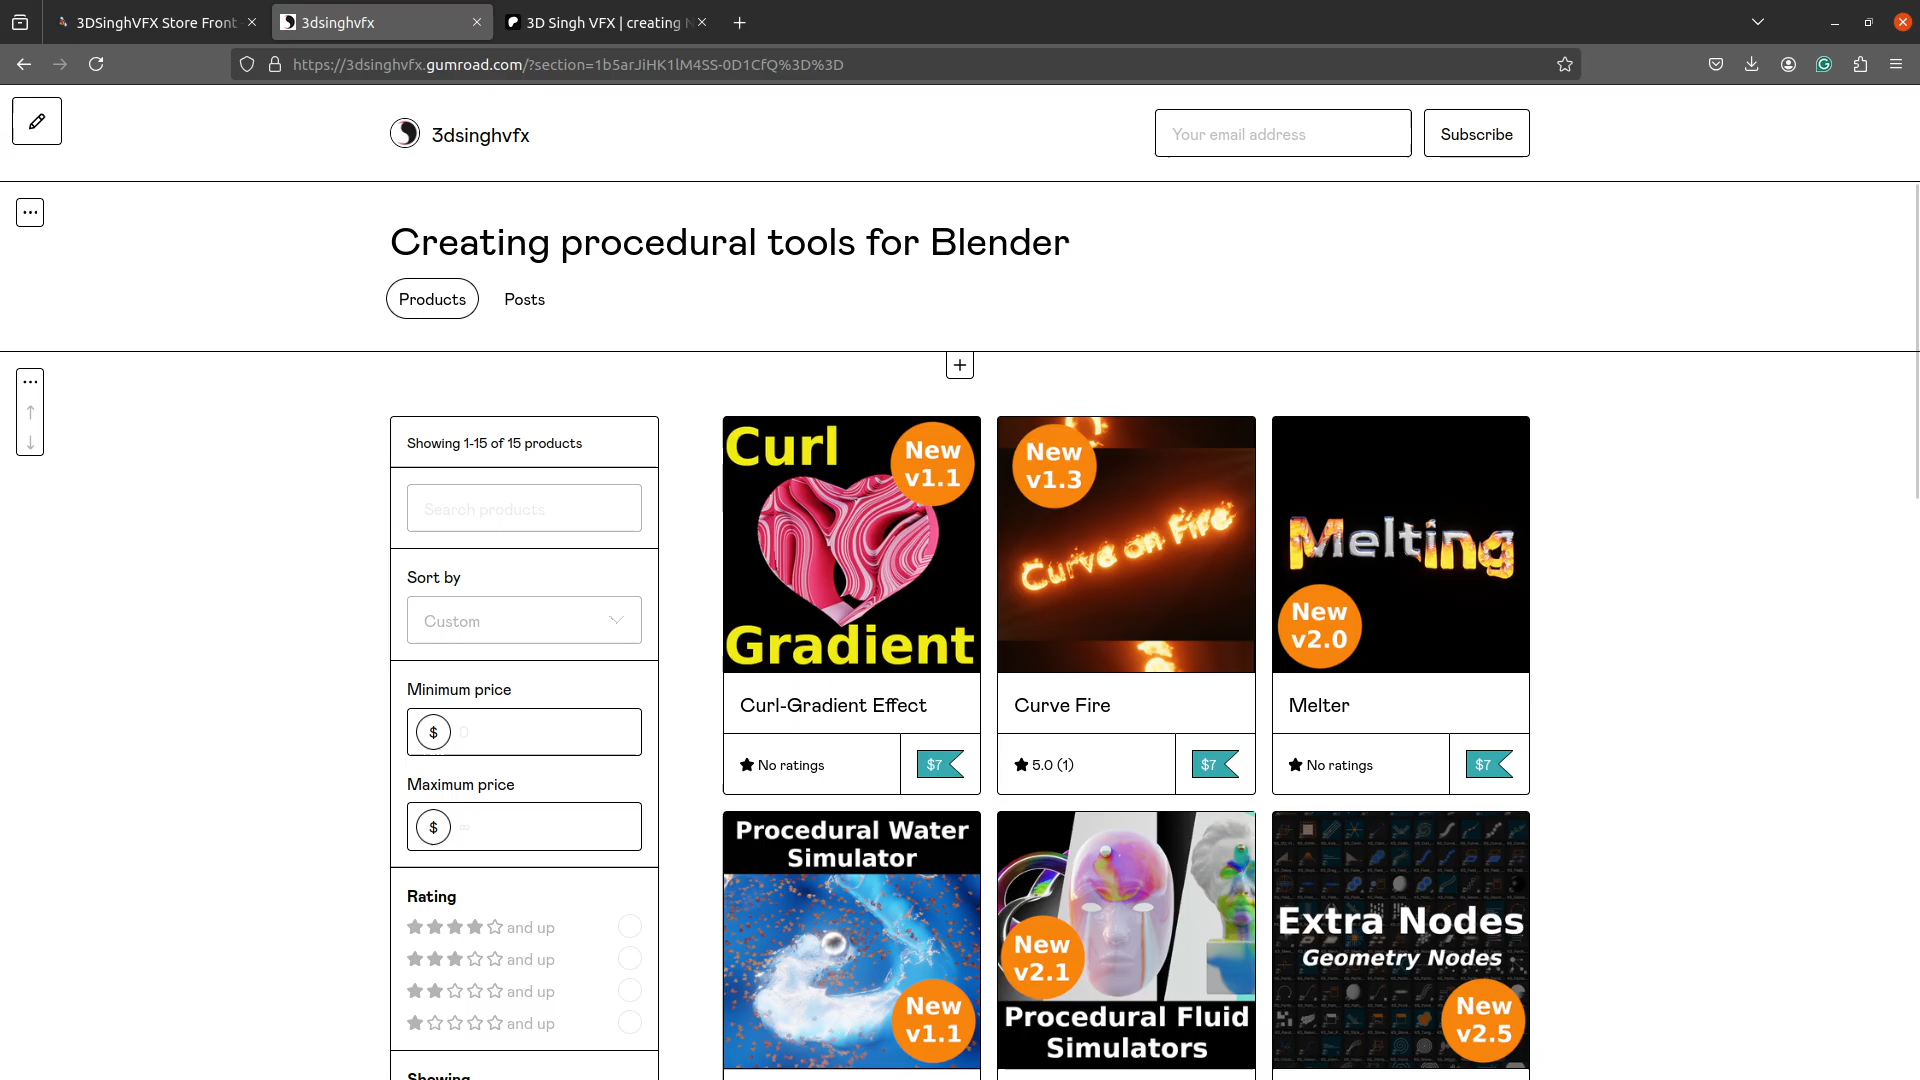 3DSinghVFX Store Front
3dsinghvfx
3D Singh VFX | creating N
https://3dsinghvfx.gumroad.com/?section=1b5arJiHK1lM4SS-0D1CfQ%3D%3D
3dsinghvfx
Your email address
Subscribe
Creating procedural tools for Blender
Products
Posts
Showing 1-15 of 15 products
Search products
Sort by
Custom
Minimum price
$ 0
Maximum price
$ ∞
Rating
and up
and up
and up
and up
Showing
Curl
New
v1.1
Gradient
Curl-Gradient Effect
No ratings
$7
New
v1.3
Curve on Fire
Curve Fire
5.0 (1)
$7
Melting
New
v2.0
Melter
No ratings
$7
Procedural Water
Simulator
New
v1.1
New
v2.1
Procedural Fluid
Simulators
Extra Nodes
Geometry Nodes
New
v2.5